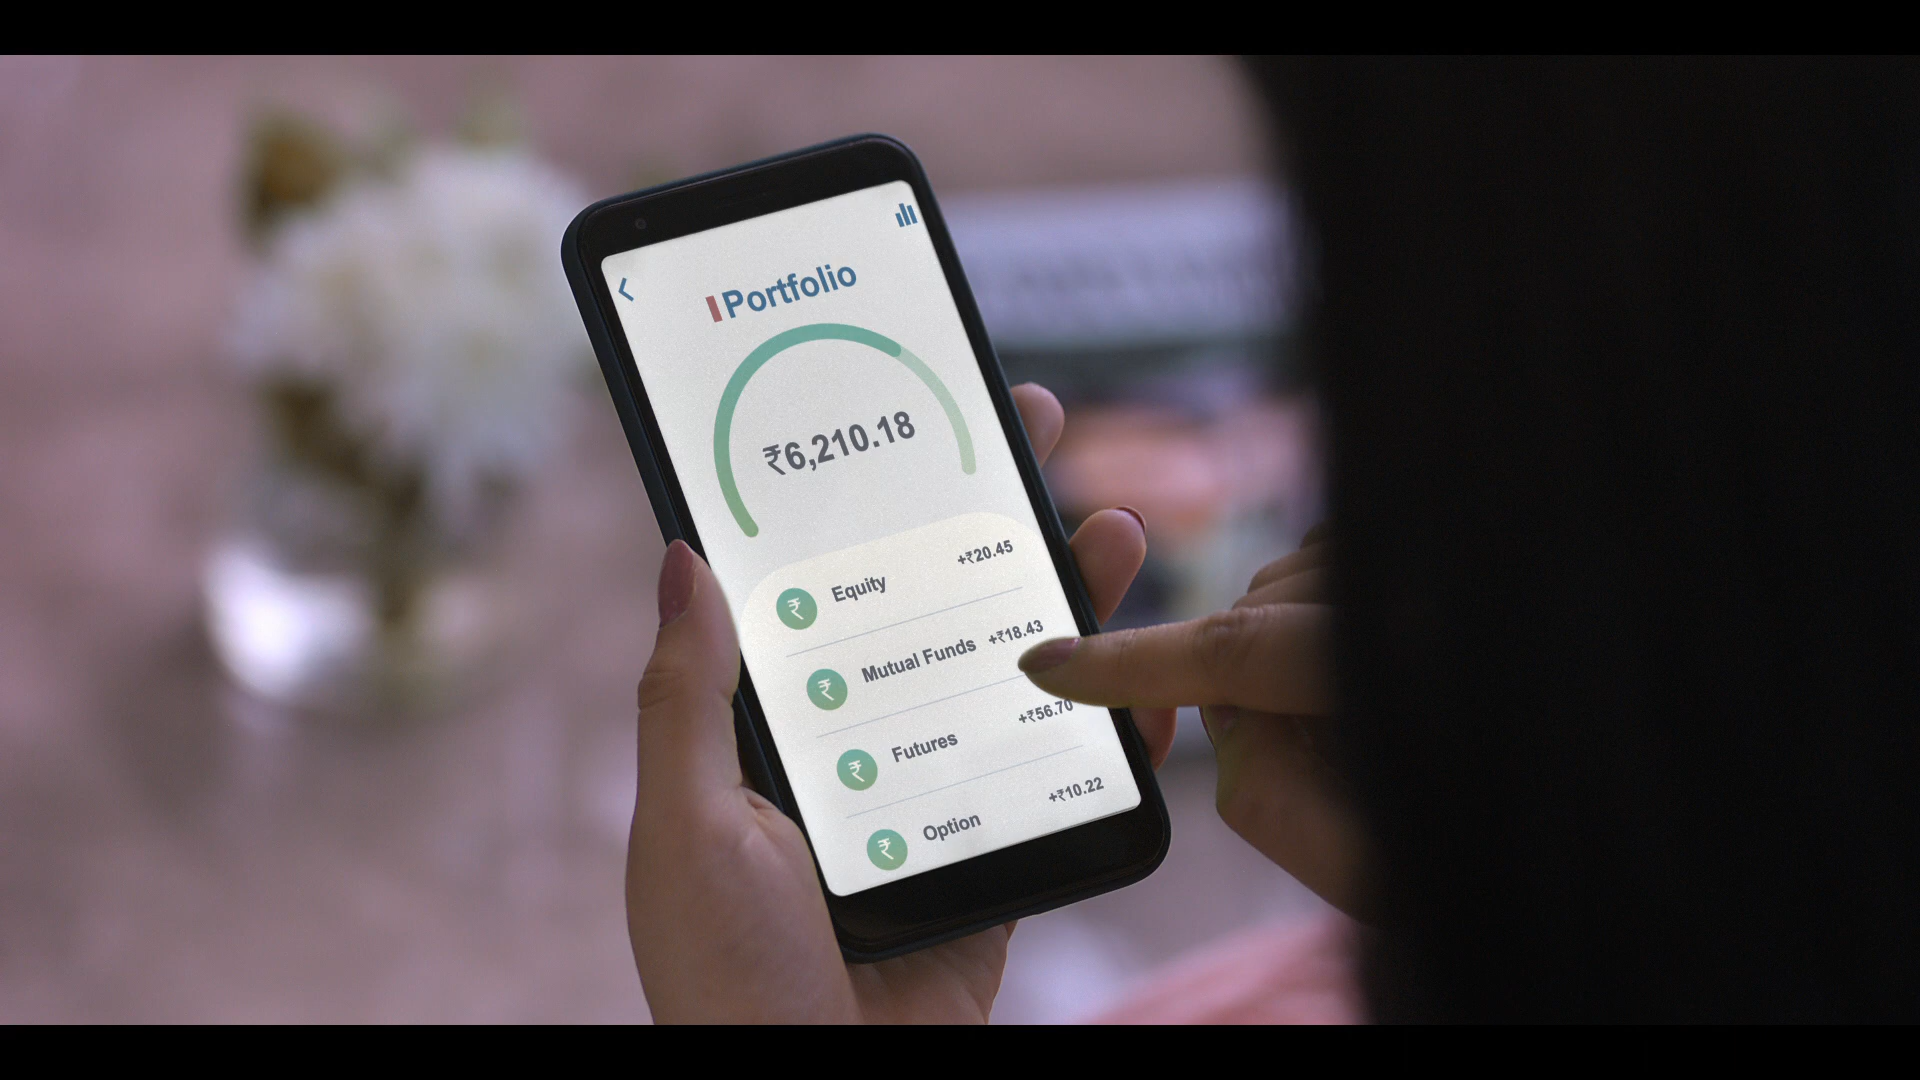 Portfolio
₹6,210.18
Equity +₹20.45
Mutual Funds +₹18.43
Futures +₹56.70
Option +₹10.22